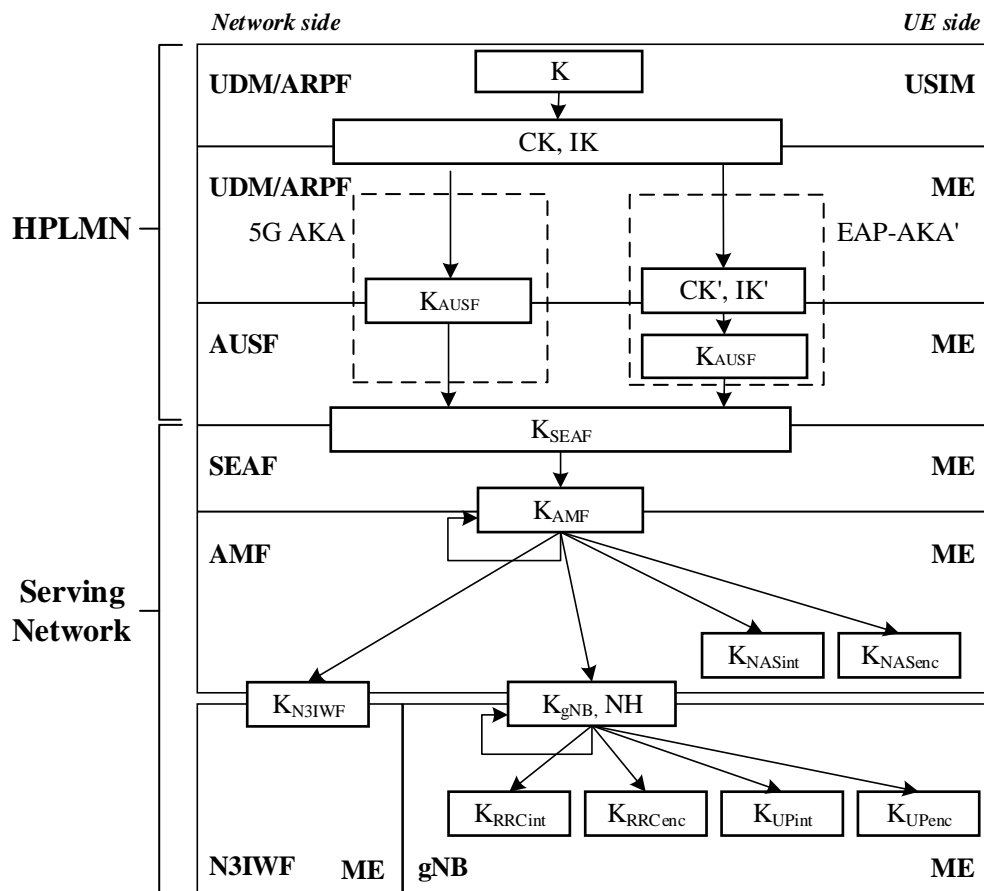 Network side
UE side
UDM/ARPF
K
USIM
CK, IK
UDM/ARPF
ME
HPLMN
5G AKA
EAP-AKA'
KAUSF
CK', IK'
AUSF
KAUSF
ME
KSEAF
SEAF
ME
KAMF
AMF
ME
Serving
Network
KNASint
KNASenc
KN3IWF
KgNB, NH
KRRCint
KRRCenc
KUPint
KUPenc
N3IWF
ME
gNB
ME